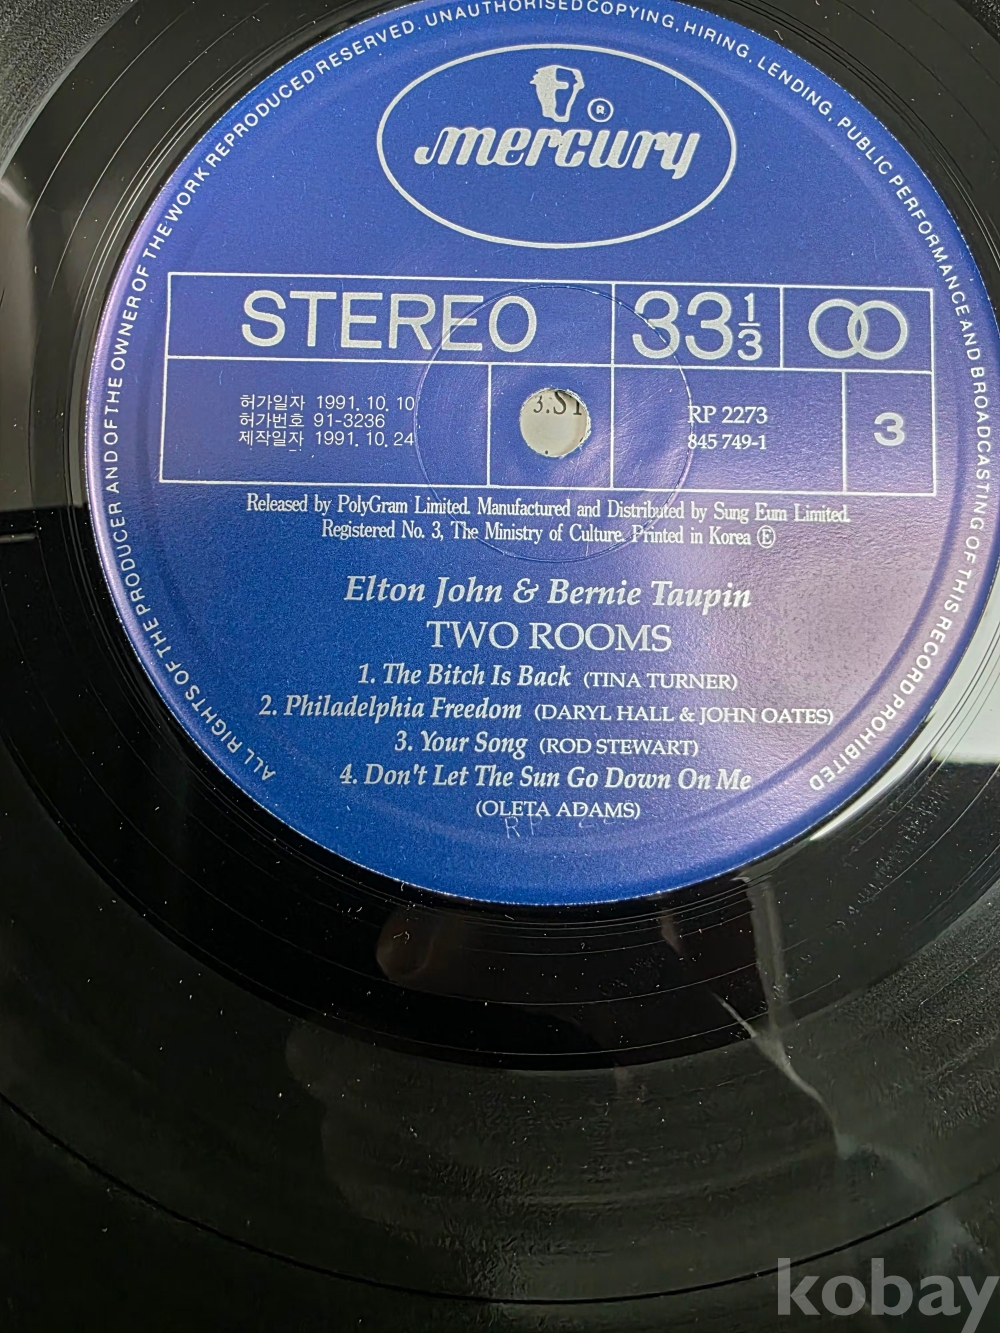 ALL RIGHTS OF THE PRODUCER AND OF THE OWNER OF THE WORK REPRODUCED RESERVED. UNAUTHORISED COPYING, HIRING, LENDING, PUBLIC PERFORMANCE AND BROADCASTING OF THIS RECORD PROHIBITED
®
mercury
STEREO 33 1/3
허가일자 1991.10.10
허가번호 91-3236
제작일자 1991.10.24
3.ST
RP 2273
845 749-1
3
Released by PolyGram Limited. Manufactured and Distributed by Sung Eum Limited.
Registered No. 3, The Ministry of Culture. Printed in Korea Ⓔ
Elton John & Bernie Taupin
TWO ROOMS
1. The Bitch Is Back (TINA TURNER)
2. Philadelphia Freedom (DARYL HALL & JOHN OATES)
3. Your Song (ROD STEWART)
4. Don't Let The Sun Go Down On Me
(OLETA ADAMS)
kobay